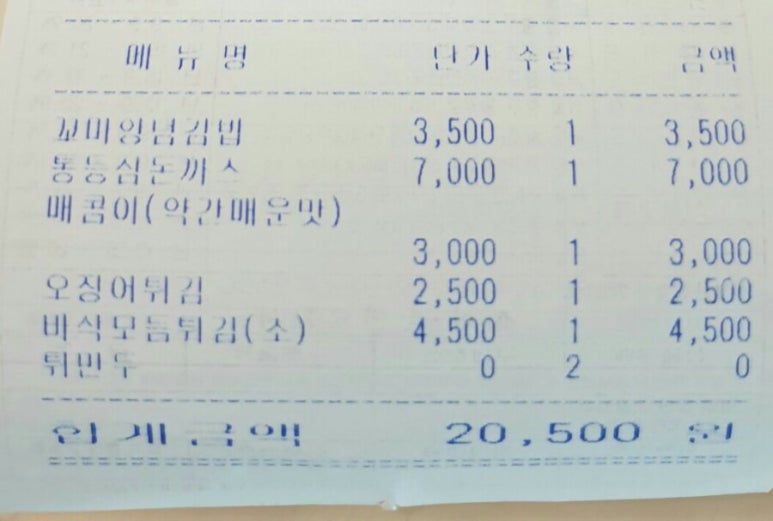 메 뉴 명 단가 수량 금액
꼬마양념김밥 3,500 1 3,500
통등심돈까스 7,000 1 7,000
매콤이(약간매운맛)
3,000 1 3,000
오징어튀김 2,500 1 2,500
바삭모듬튀김(소) 4,500 1 4,500
튀만두 0 2 0
합 계 금 액 20,500 원